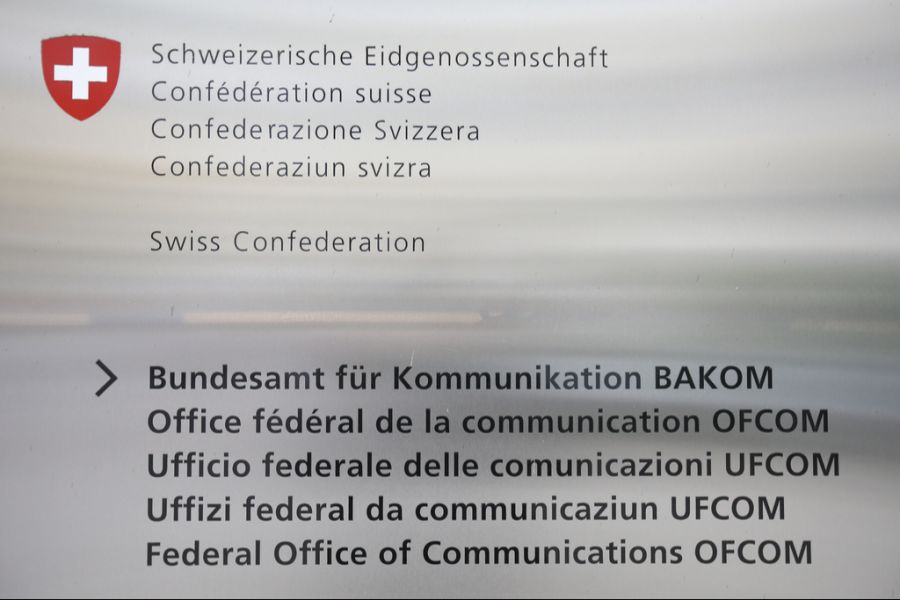 Schweizerische Eidgenossenschaft
Confédération suisse
Confederazione Svizzera
Confederaziun svizra
Swiss Confederation
Bundesamt für Kommunikation BAKOM
Office fédéral de la communication OFCOM
Ufficio federale delle comunicazioni UFCOM
Uffizi federal da communicaziun UFCOM
Federal Office of Communications OFCOM